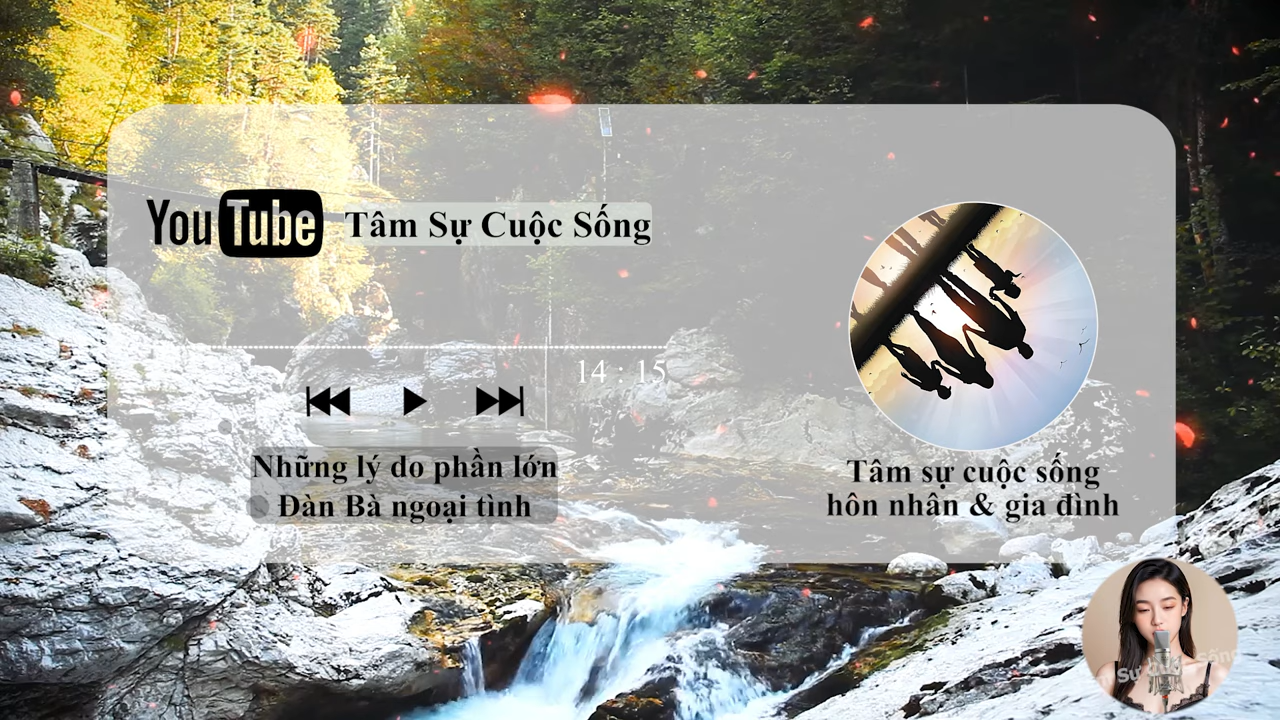 YouTube
Tâm Sự Cuộc Sống
14 : 15
Những lý do phần lớn
Đàn Bà ngoại tình
Tâm sự cuộc sống
hôn nhân & gia đình